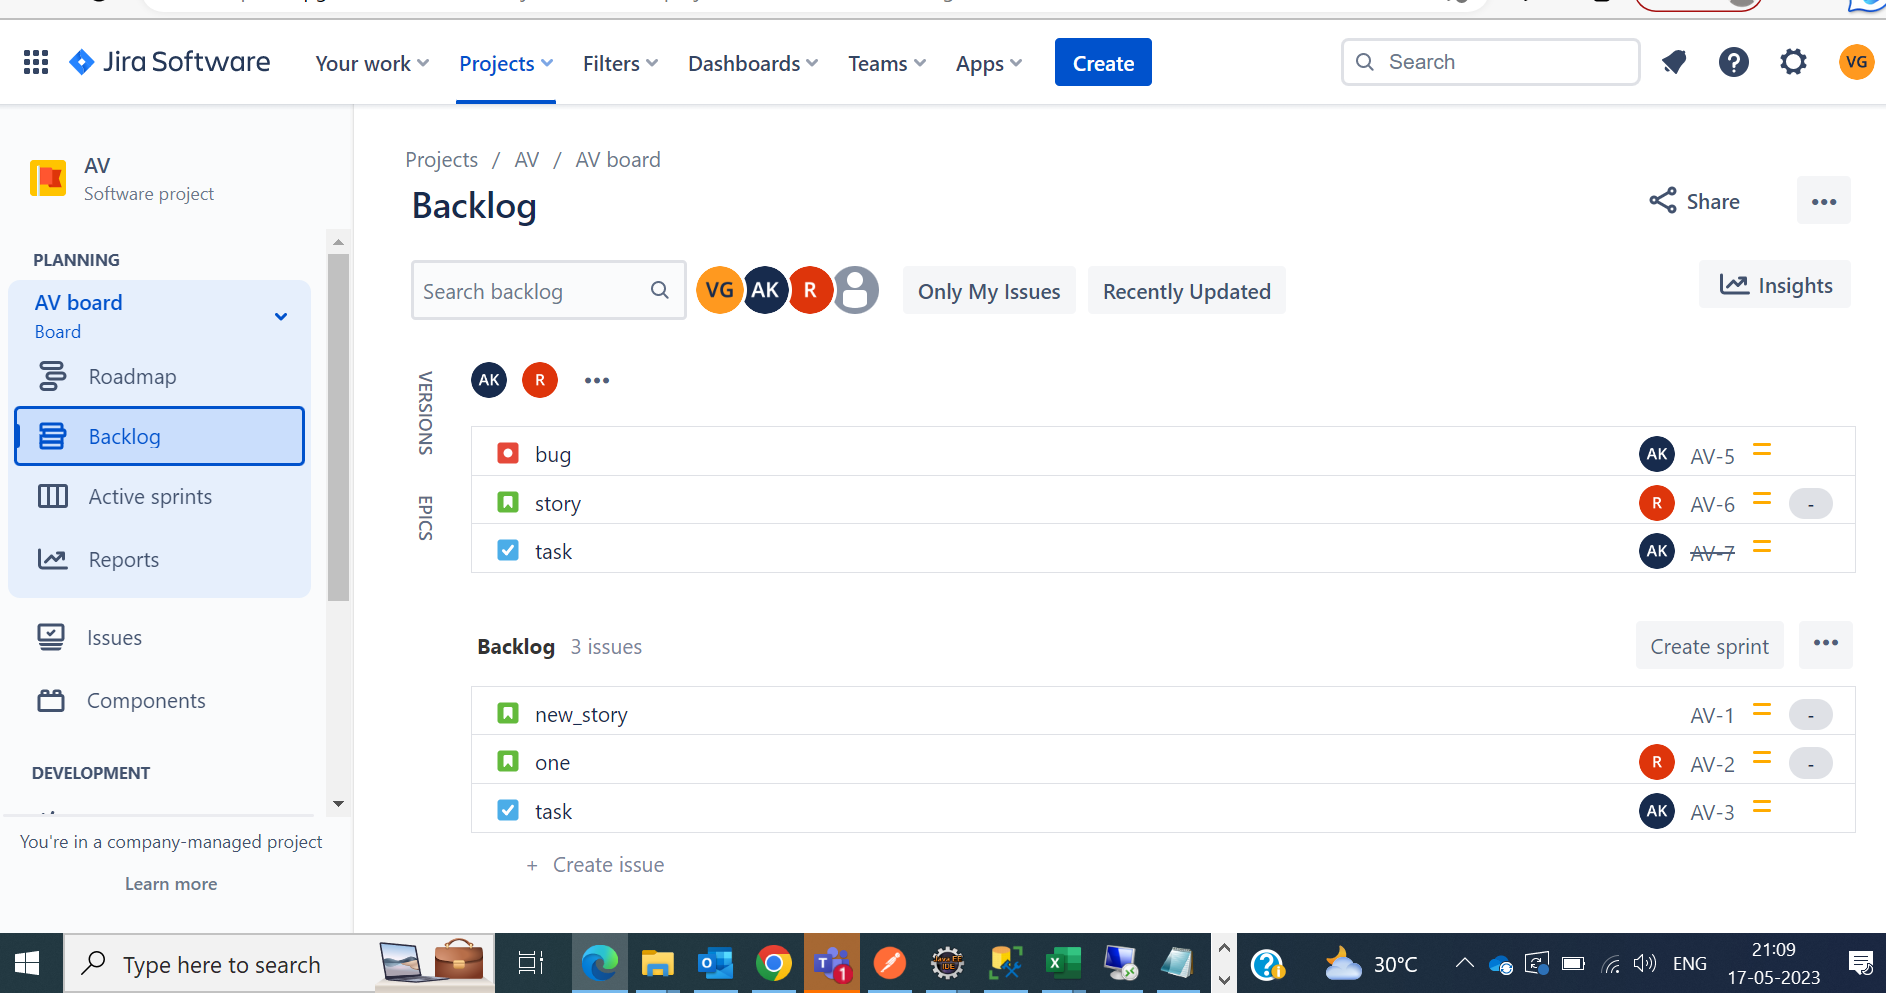 Jira Software Your work Projects Filters Dashboards Teams Apps Create Search VG
AV
Software project
PLANNING
AV board
Board
Roadmap
Backlog
Active sprints
Reports
Issues
Components
DEVELOPMENT
You're in a company-managed project
Learn more
Projects / AV / AV board
Backlog
Share
Search backlog VG AK R Only My Issues Recently Updated Insights
VERSIONS
EPICS
AK R
bug AK AV-5
story R AV-6 -
task AK AV-7
Backlog 3 issues Create sprint
new_story AV-1 -
one R AV-2 -
task AK AV-3
+ Create issue
Type here to search 1 30°C ENG 21:09
17-05-2023